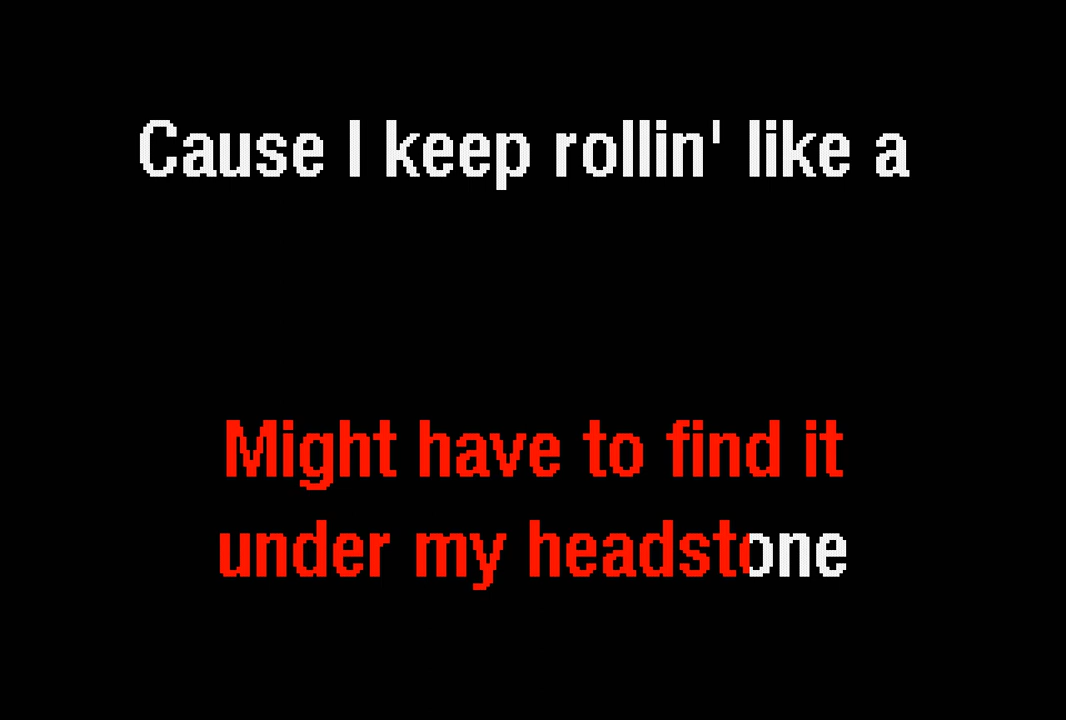 Cause I keep rollin' like a
Might have to find it
under my headstone